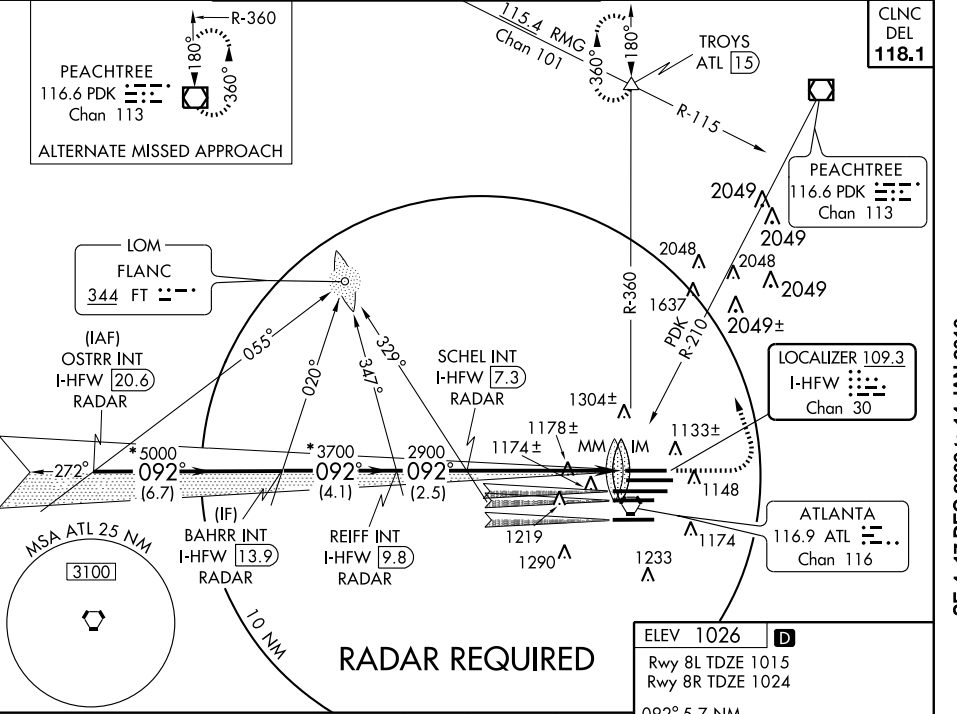 R-360
180°
360°
PEACHTREE
116.6 PDK
Chan 113
ALTERNATE MISSED APPROACH
115.4 RMG
Chan 101
360°
180°
TROYS
ATL 15
R-115
CLNC
DEL
118.1
PEACHTREE
116.6 PDK
Chan 113
2049
2049
2048
2048
2049
1637
2049±
PDK
R-210
R-360
LOM
FLANC
344 FT
(IAF)
OSTRR INT
I-HFW 20.6
RADAR
055°
020°
347°
329°
SCHEL INT
I-HFW 7.3
RADAR
LOCALIZER 109.3
I-HFW
Chan 30
1304±
1178±
1174±
MM
IM
1133±
1148
272°
*5000
092°
(6.7)
*3700
092°
(4.1)
2900
092°
(2.5)
(IF)
BAHRR INT
I-HFW 13.9
RADAR
REIFF INT
I-HFW 9.8
RADAR
1219
1290
1233
1174
ATLANTA
116.9 ATL
Chan 116
MSA ATL 25 NM
3100
10 NM
RADAR REQUIRED
ELEV 1026 D
Rwy 8L TDZE 1015
Rwy 8R TDZE 1024
092° 5.7 NM